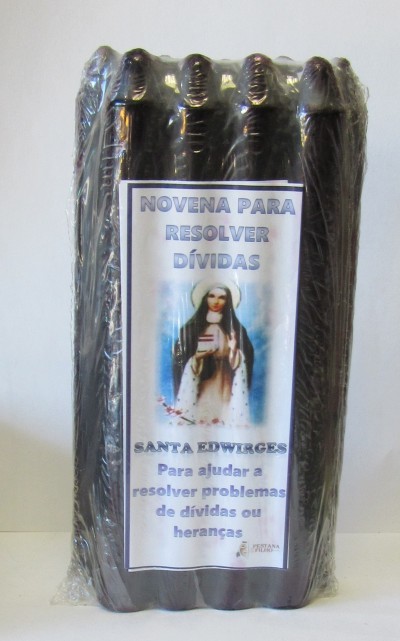 NOVENA PARA
RESOLVER
DÍVIDAS
SANTA EDWIRGES
Para ajudar a
resolver problemas
de dívidas ou
heranças